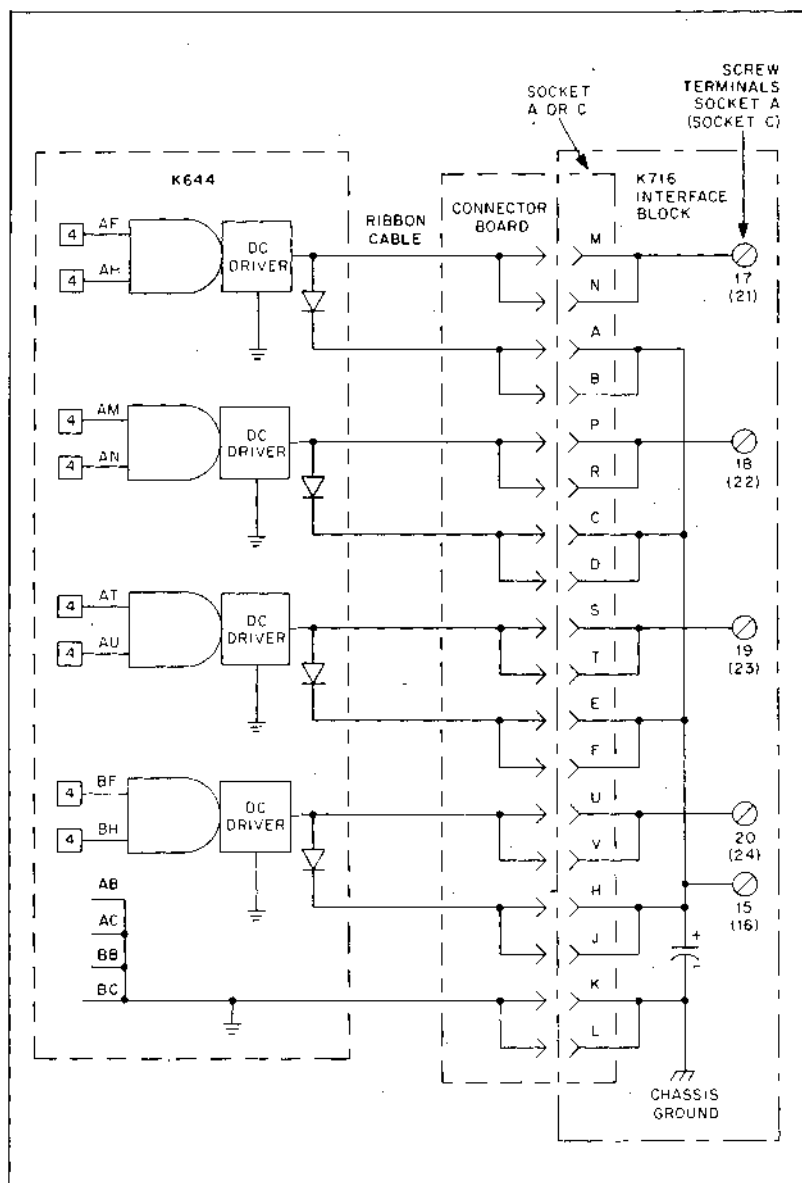 SCREW
TERMINALS
SOCKET A
(SOCKET C)
SOCKET
A OR C
K644
RIBBON
CABLE
CONNECTOR
BOARD
K716
INTERFACE
BLOCK
4 AF
4 AH
DC
DRIVER
M
N
A
B
17
(21)
4 AM
4 AN
DC
DRIVER
P
R
C
D
18
(22)
4 AT
4 AU
DC
DRIVER
S
T
E
F
19
(23)
4 BF
4 BH
DC
DRIVER
U
V
H
J
K
L
20
(24)
15
(16)
AB
AC
BB
BC
+
-
CHASSIS
GROUND